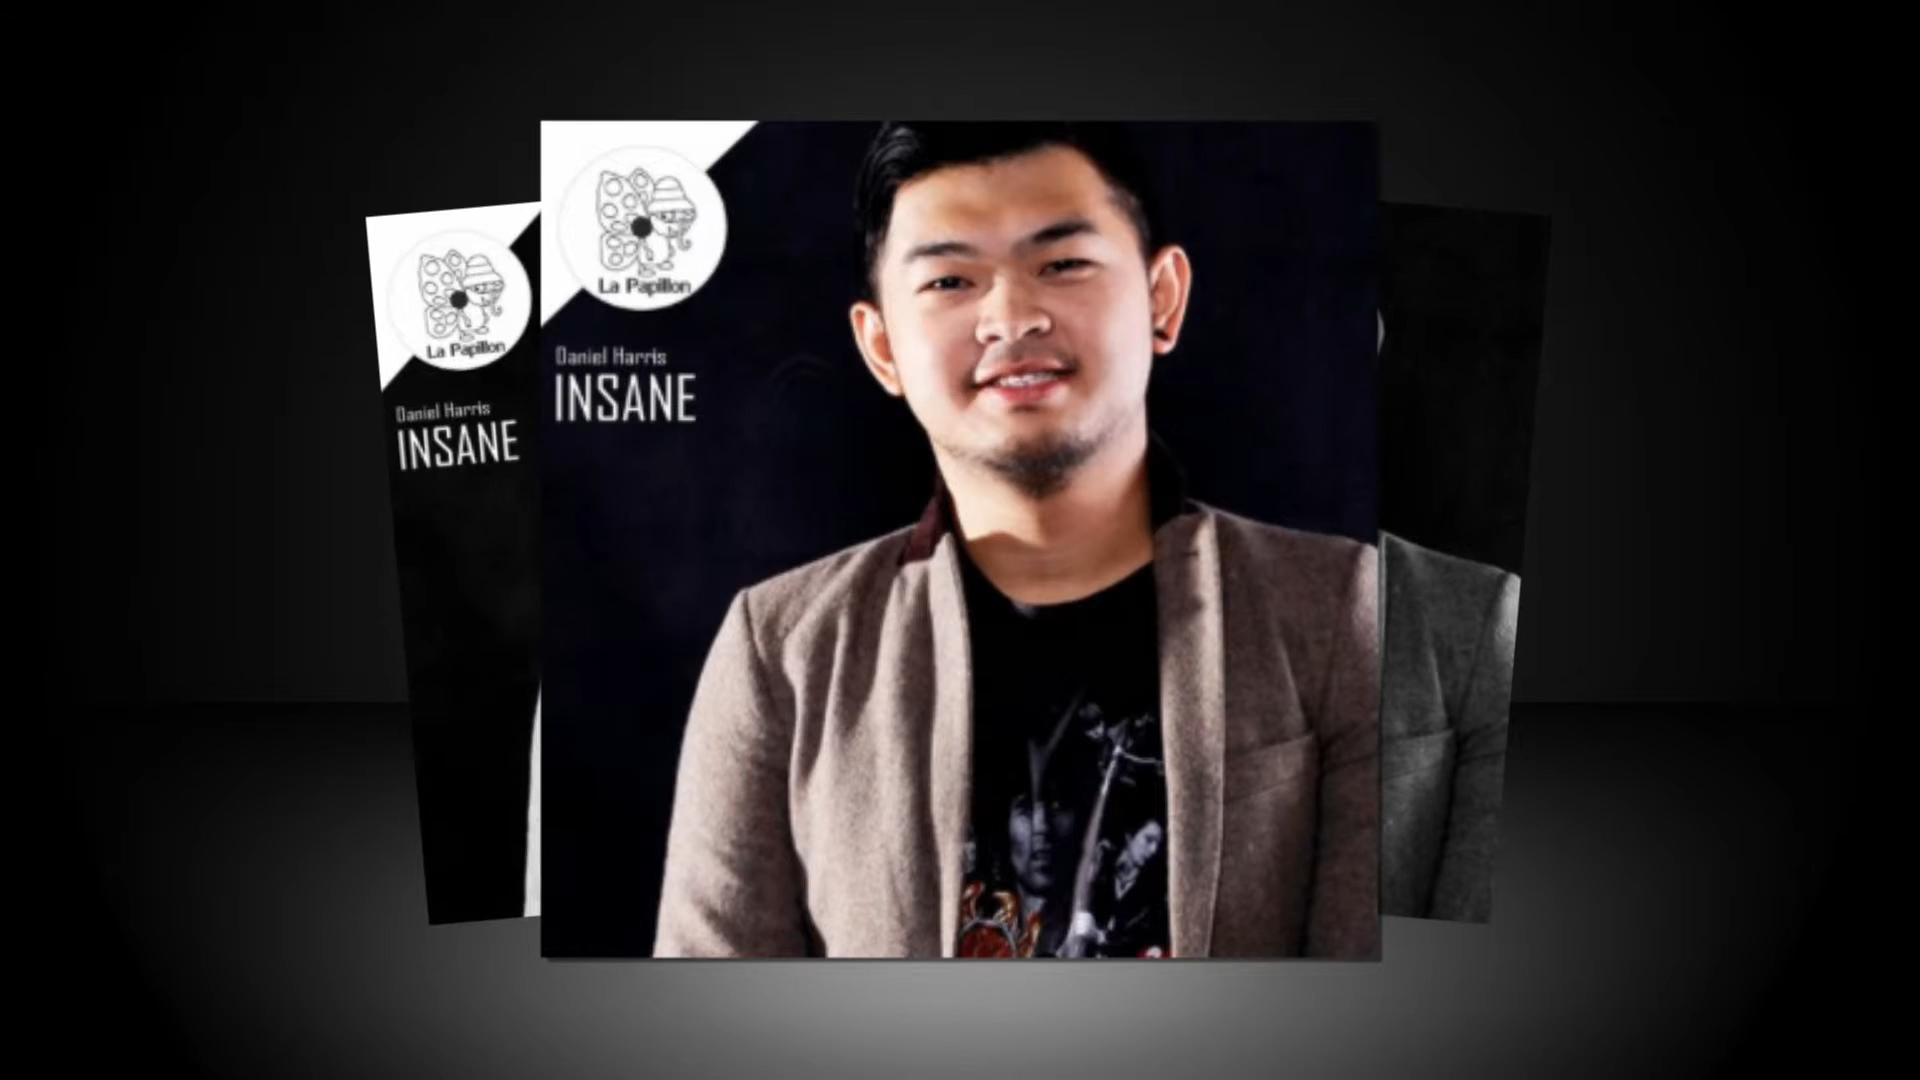 La Papillon
Daniel Harris
INSANE
La Papillon
Daniel Harris
INSANE